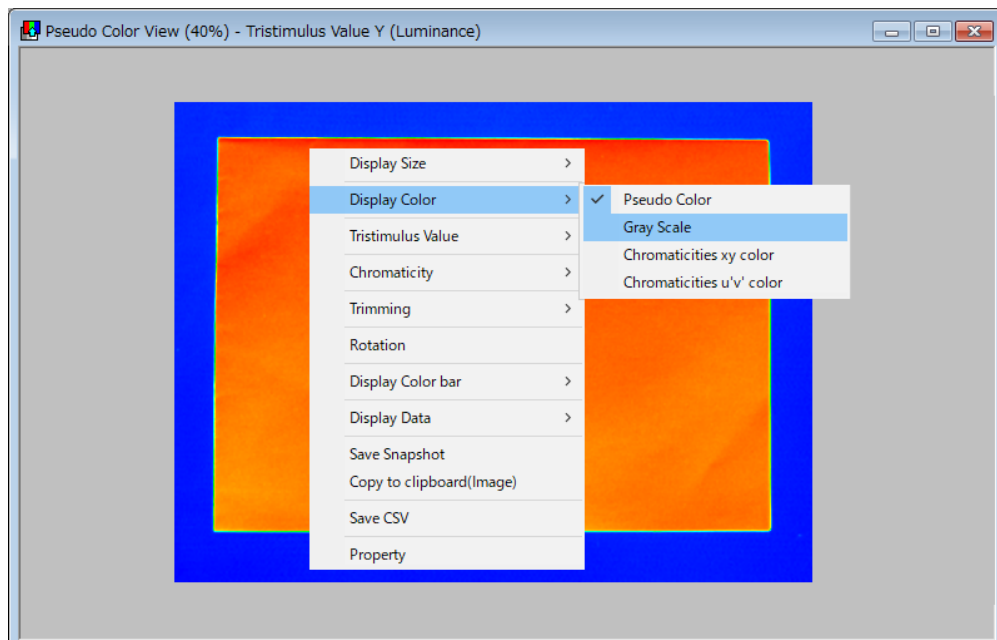 Pseudo Color View (40%) - Tristimulus Value Y (Luminance)
Display Size
Display Color
Tristimulus Value
Chromaticity
Trimming
Rotation
Display Color bar
Display Data
Save Snapshot
Copy to clipboard(Image)
Save CSV
Property
Pseudo Color
Gray Scale
Chromaticities xy color
Chromaticities u'v' color